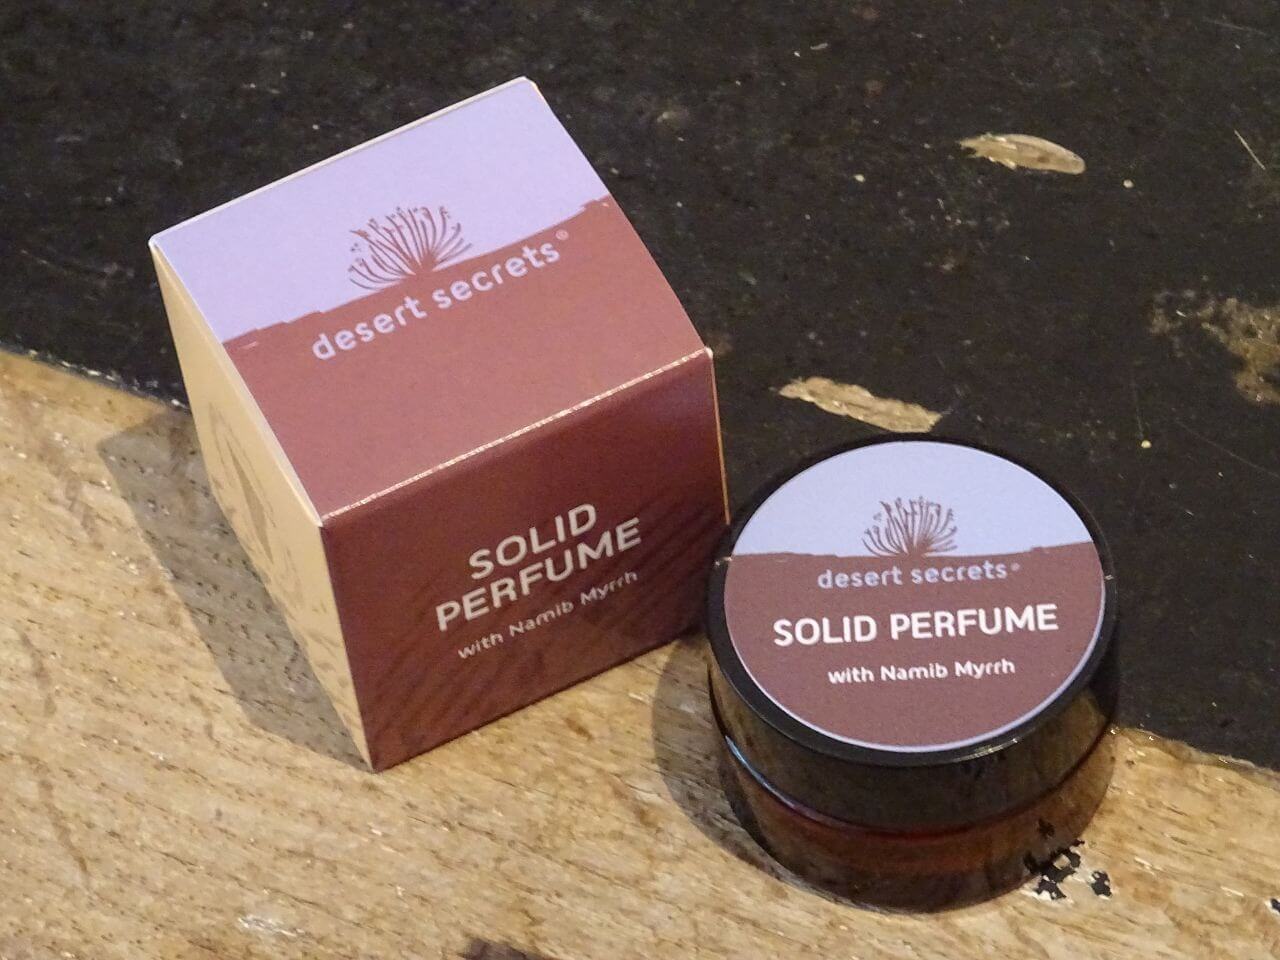 desert secrets®
SOLID
PERFUME
with Namib Myrrh
desert secrets®
SOLID PERFUME
with Namib Myrrh